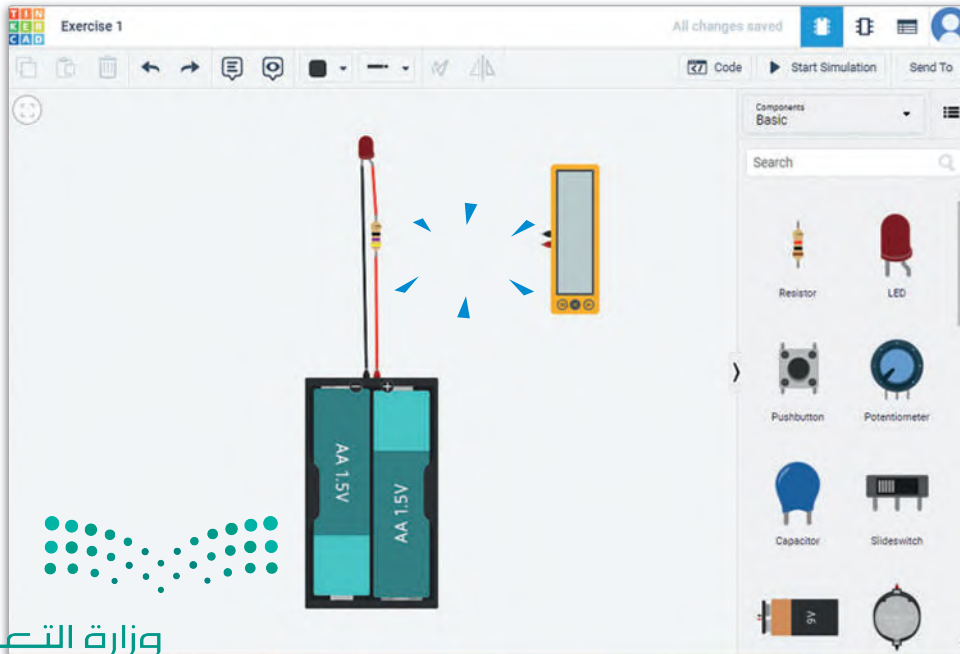 TIN
KER
CAD
Exercise 1
All changes saved
Code
Start Simulation
Send To
Components
Basic
Search
Resistor
LED
Pushbutton
Potentiometer
Capacitor
Slideswitch
9V
AA 1.5V
AA 1.5V
وزارة التعـ